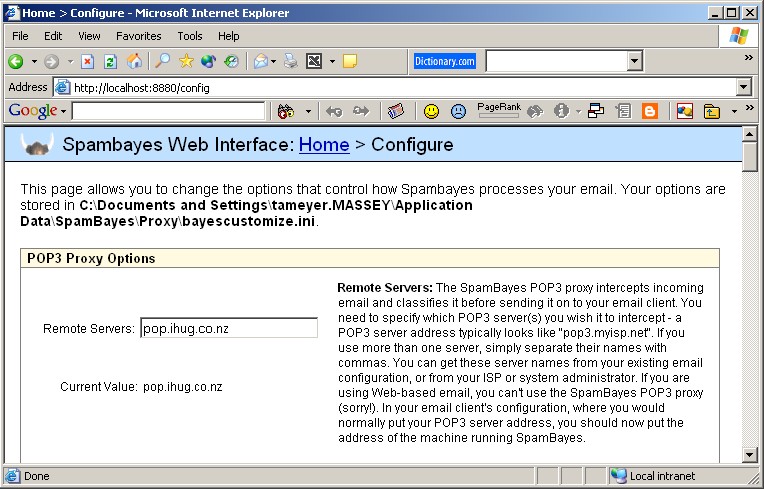 Home > Configure - Microsoft Internet Explorer
File Edit View Favorites Tools Help
Dictionary.com
Address http://localhost:8880/config
Google PageRank
Spambayes Web Interface: Home > Configure
This page allows you to change the options that control how Spambayes processes your email. Your options are
stored in C:\Documents and Settings\tameyer.MASSEY\Application
Data\SpamBayes\Proxy\bayescustomize.ini.
POP3 Proxy Options
Remote Servers: pop.ihug.co.nz
Current Value: pop.ihug.co.nz
Remote Servers: The SpamBayes POP3 proxy intercepts incoming
email and classifies it before sending it on to your email client. You
need to specify which POP3 server(s) you wish it to intercept - a
POP3 server address typically looks like "pop3.myisp.net". If you
use more than one server, simply separate their names with
commas. You can get these server names from your existing email
configuration, or from your ISP or system administrator. If you are
using Web-based email, you can't use the SpamBayes POP3 proxy
(sorry!). In your email client's configuration, where you would
normally put your POP3 server address, you should now put the
address of the machine running SpamBayes.
Done Local intranet